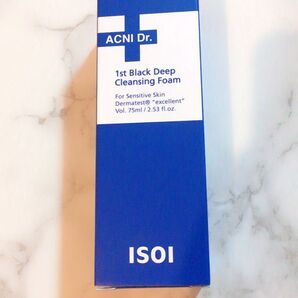 ACNI Dr.
1st Black Deep
Cleansing Foam
For Sensitive Skin
Dermatest® "excellent"
Vol. 75ml / 2.53 fl.oz.
ISOI